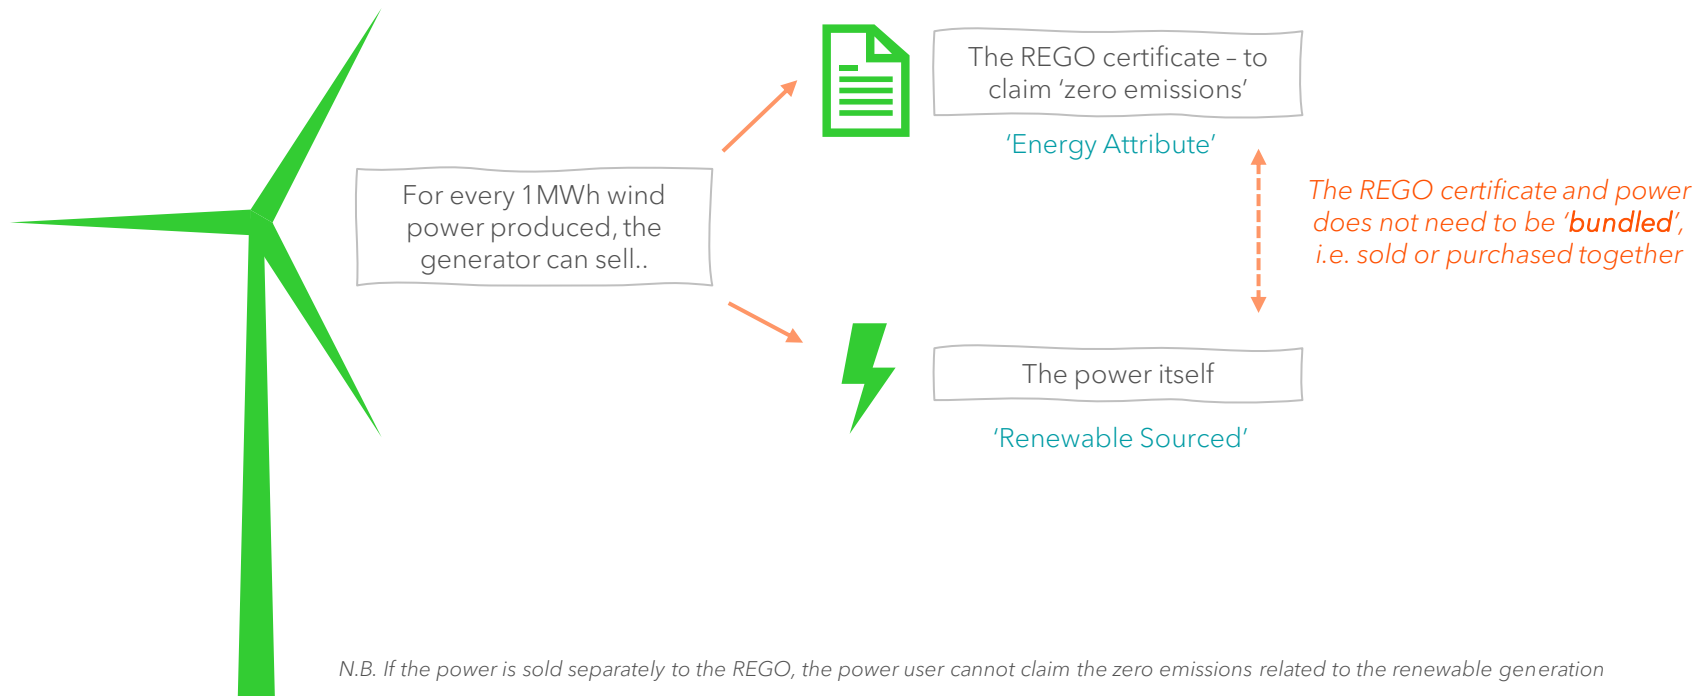 The REGO certificate – to
claim ‘zero emissions’
‘Energy Attribute’
For every 1MWh wind
power produced, the
generator can sell..
The REGO certificate and power
does not need to be ‘bundled’,
i.e. sold or purchased together
The power itself
‘Renewable Sourced’
N.B. If the power is sold separately to the REGO, the power user cannot claim the zero emissions related to the renewable generation